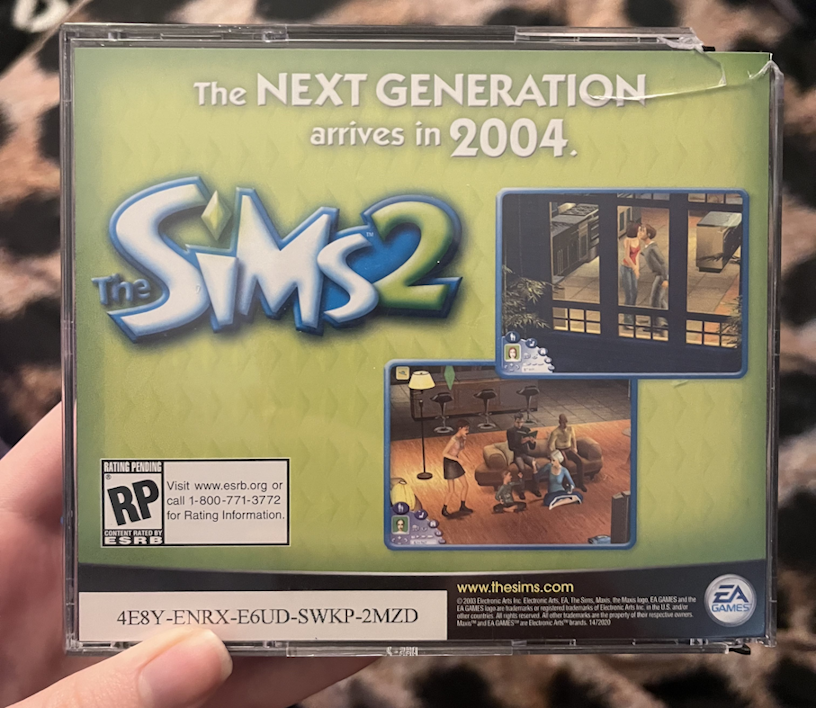 The NEXT GENERATION
arrives in 2004.
The SiMs 2™
RATING PENDING
RP
®
CONTENT RATED BY
ESRB
Visit www.esrb.org or
call 1-800-771-3772
for Rating Information.
4E8Y-ENRX-E6UD-SWKP-2MZD
www.thesims.com
© 2003 Electronic Arts Inc. Electronic Arts, EA, The Sims, Maxis, the Maxis logo, EA GAMES and the
EA GAMES logo are trademarks or registered trademarks of Electronic Arts Inc. in the U.S. and/or
other countries. All rights reserved. All other trademarks are the property of their respective owners.
Maxis™ and EA GAMES™ are Electronic Arts™ brands. 1472020
EA
GAMES™